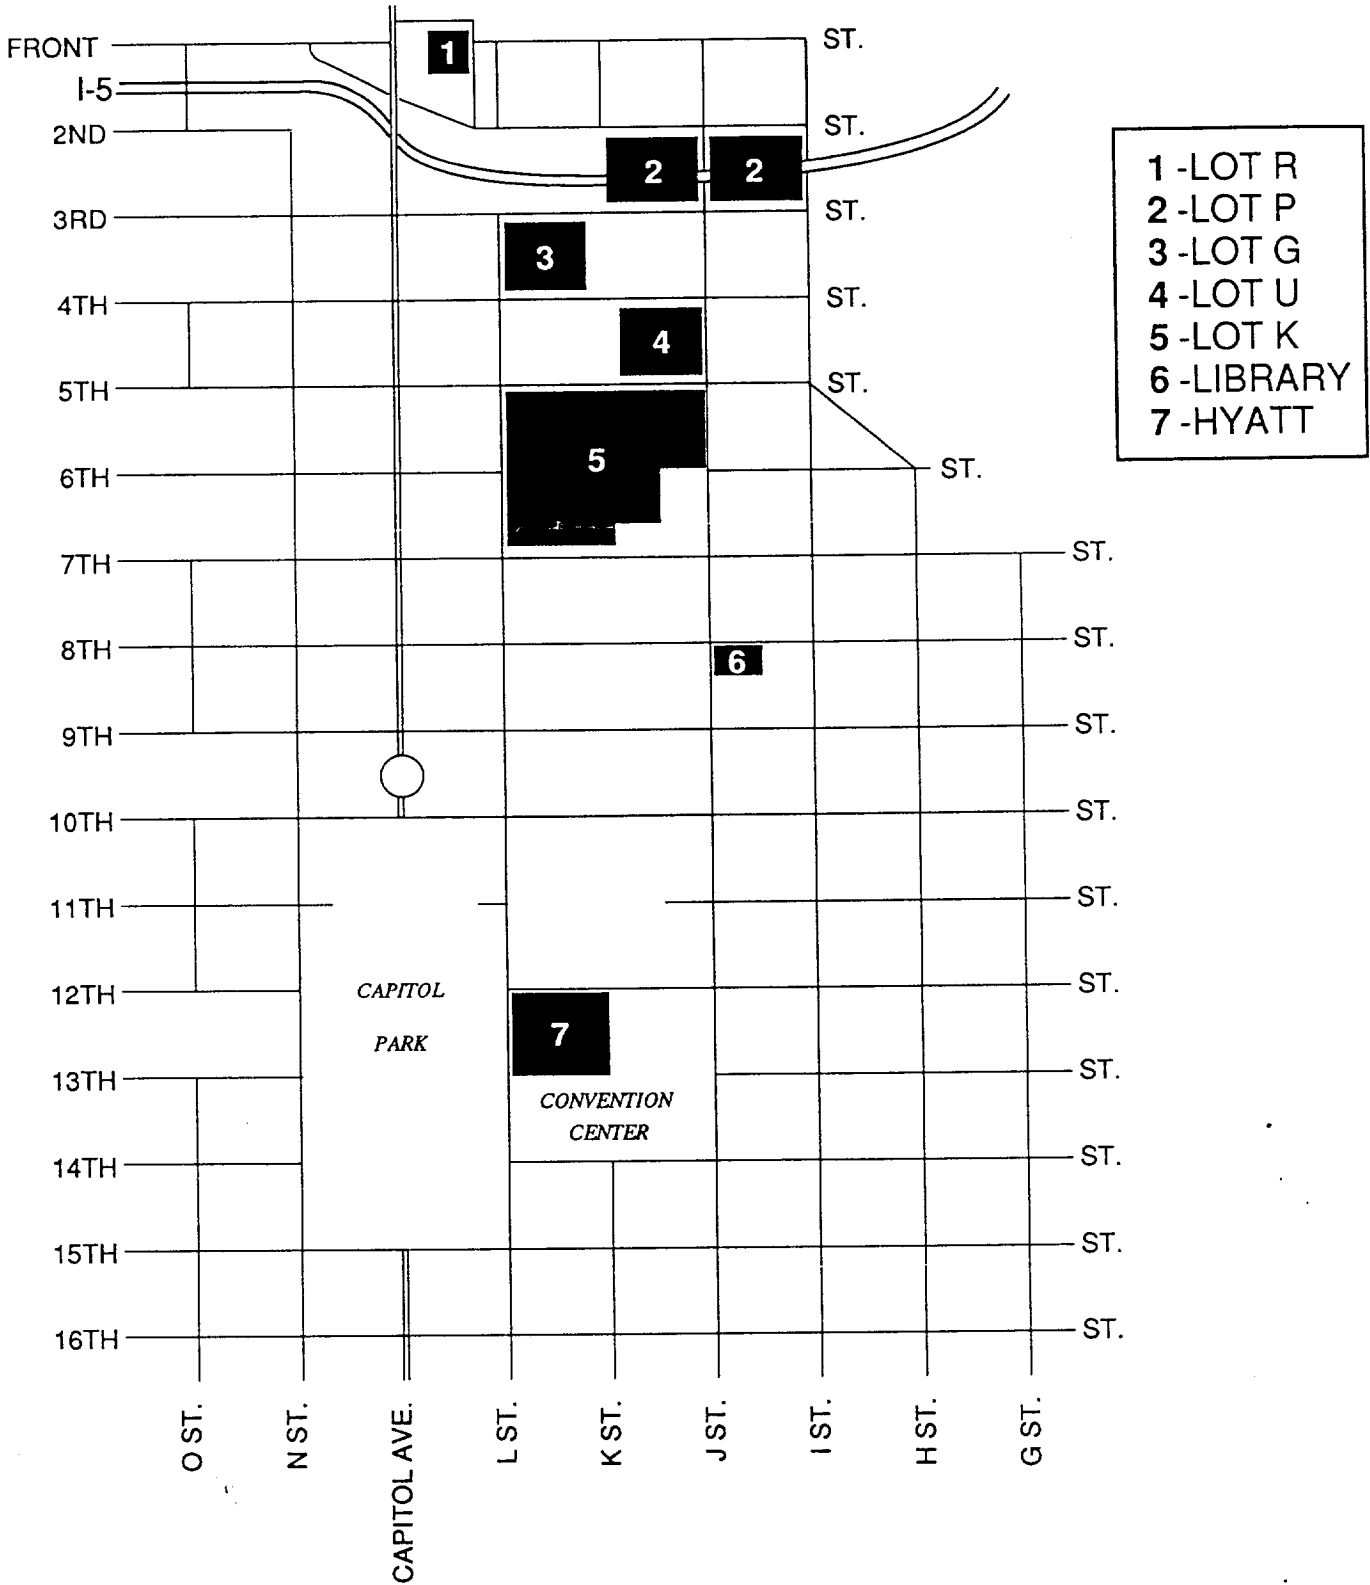 FRONT
ST.
1
I-5
2ND
ST.
2
2
3RD
ST.
3
4TH
ST.
4
5TH
ST.
5
6TH
ST.
7TH
ST.
8TH
ST.
6
9TH
ST.
10TH
ST.
11TH
ST.
12TH
ST.
CAPITOL
PARK
7
13TH
ST.
CONVENTION
CENTER
14TH
ST.
15TH
ST.
16TH
ST.
O ST.
N ST.
CAPITOL AVE.
L ST.
K ST.
J ST.
I ST.
H ST.
G ST.
1 -LOT R
2 -LOT P
3 -LOT G
4 -LOT U
5 -LOT K
6 -LIBRARY
7 -HYATT